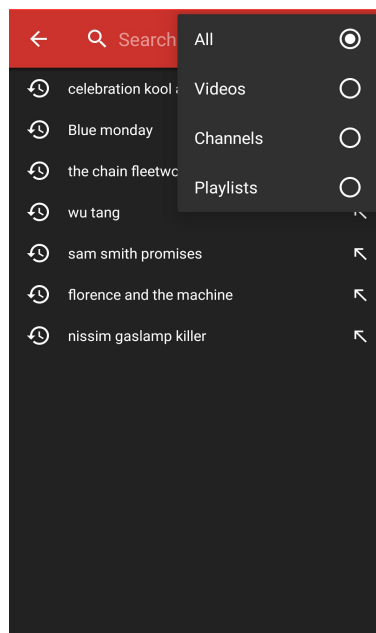 Search
All
Videos
Channels
Playlists
celebration kool
Blue monday
the chain
wu tang
sam smith promises
florence and the machine
nissim gaslamp killer